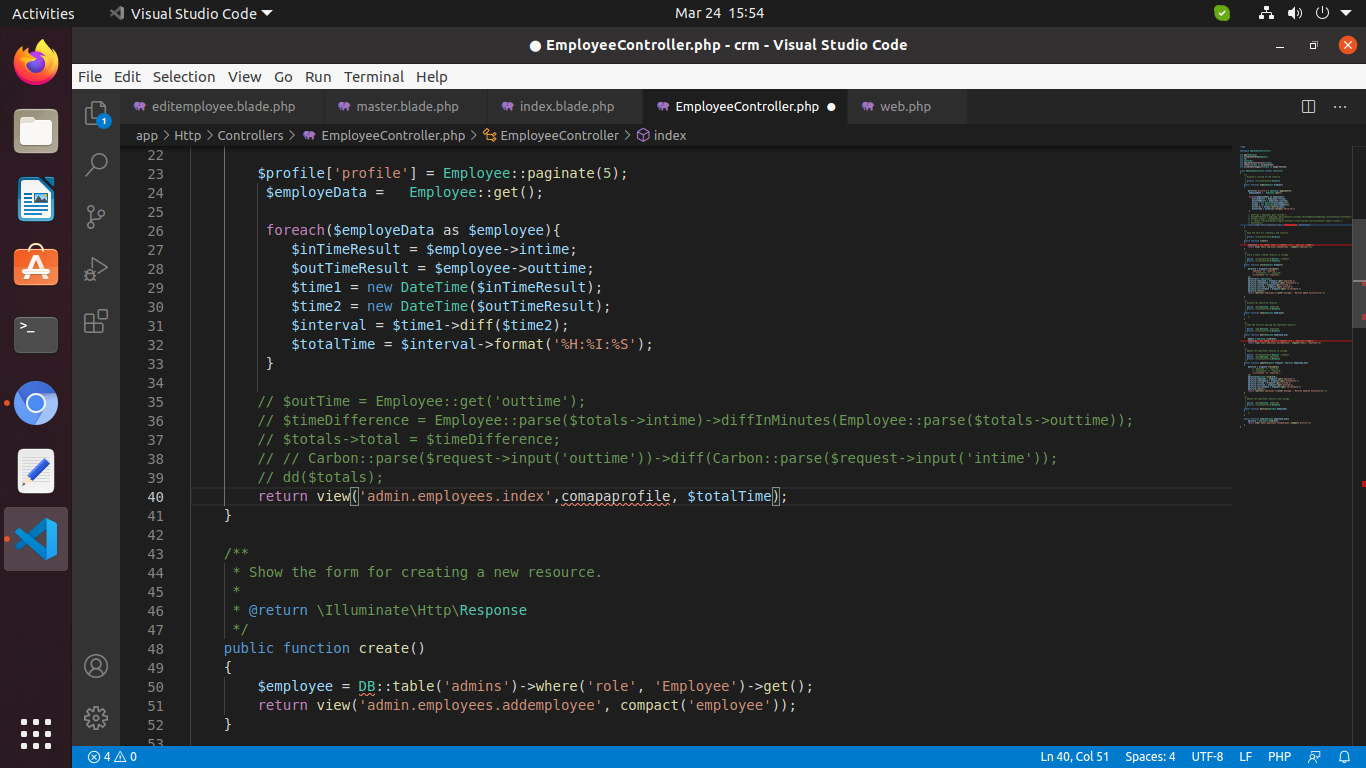 Activities
Visual Studio Code
Mar 24 15:54
● EmployeeController.php - crm - Visual Studio Code
File Edit Selection View Go Run Terminal Help
1
editemployee.blade.php
master.blade.php
index.blade.php
EmployeeController.php ●
web.php
app > Http > Controllers > EmployeeController.php > EmployeeController > index
22
23 $profile['profile'] = Employee::paginate(5);
24 $employeData =   Employee::get();
25
26 foreach($employeData as $employee){
27 $inTimeResult = $employee->intime;
28 $outTimeResult = $employee->outtime;
29 $time1 = new DateTime($inTimeResult);
30 $time2 = new DateTime($outTimeResult);
31 $interval = $time1->diff($time2);
32 $totalTime = $interval->format('%H:%I:%S');
33 }
34
35 // $outTime = Employee::get('outtime');
36 // $timeDifference = Employee::parse($totals->intime)->diffInMinutes(Employee::parse($totals->outtime));
37 // $totals->total = $timeDifference;
38 // // Carbon::parse($request->input('outtime'))->diff(Carbon::parse($request->input('intime'));
39 // dd($totals);
40 return view('admin.employees.index',comapaprofile, $totalTime);
41 }
42
43 /**
44 * Show the form for creating a new resource.
45 *
46 * @return \Illuminate\Http\Response
47 */
48 public function create()
49 {
50 $employee = DB::table('admins')->where('role', 'Employee')->get();
51 return view('admin.employees.addemployee', compact('employee'));
52 }
53
4 0
Ln 40, Col 51 Spaces: 4 UTF-8 LF PHP